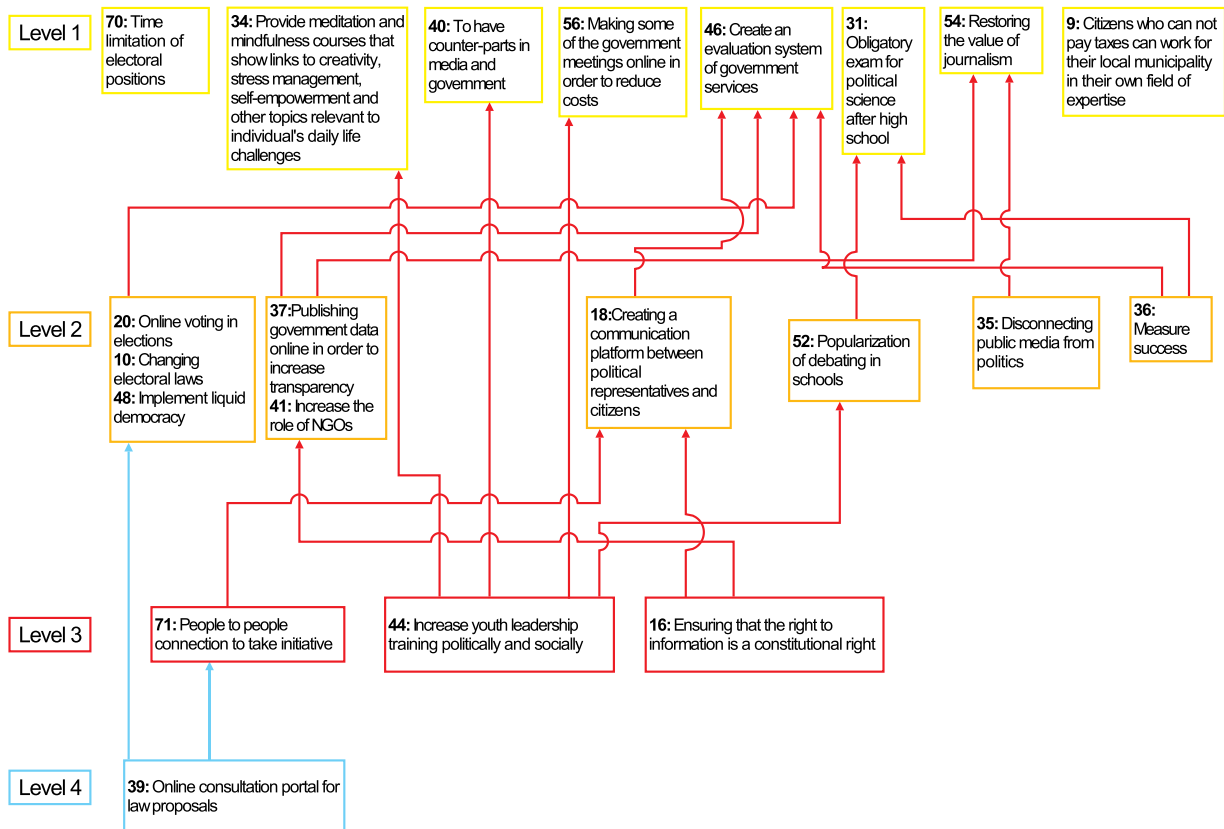 Level 1
70: Time
limitation of
electoral
positions
34: Provide meditation and
mindfulness courses that
show links to creativity,
stress management,
self-empowerment and
other topics relevant to
individual's daily life
challenges
40: To have
counter-parts in
media and
government
56: Making some
of the government
meetings online in
order to reduce
costs
46: Create an
evaluation system
of government
services
31:
Obligatory
exam for
political
science
after high
school
54: Restoring
the value of
journalism
9: Citizens who can not
pay taxes can work for
their local municipality
in their own field of
expertise
Level 2
20: Online voting in
elections
10: Changing
electoral laws
48: Implement liquid
democracy
37:Publishing
government data
online in order to
increase
transparency
41: Increase the
role of NGOs
18:Creating a
communication
platform between
political
representatives and
citizens
52: Popularization
of debating in
schools
35: Disconnecting
public media from
politics
36:
Measure
success
Level 3
71: People to people
connection to take initiative
44: Increase youth leadership
training politically and socially
16: Ensuring that the right to
information is a constitutional right
Level 4
39: Online consultation portal for
law proposals